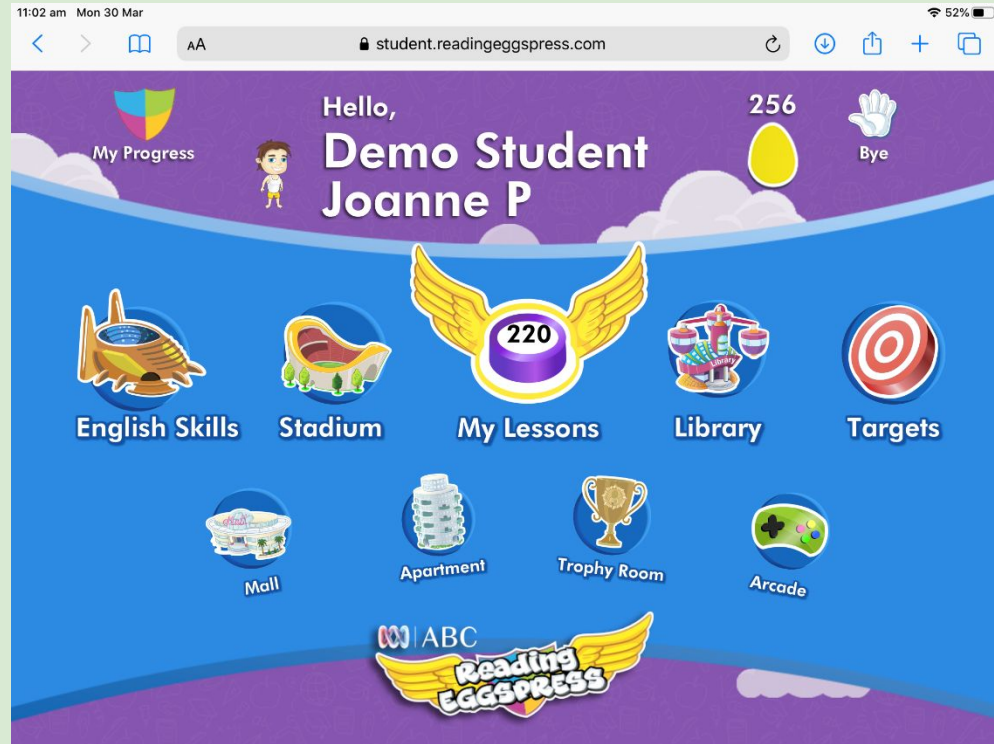 11:02 am Mon 30 Mar
52%
AA
student.readingeggspress.com
My Progress
Hello,
Demo Student
Joanne P
256
Bye
220
Library
English Skills
Stadium
My Lessons
Library
Targets
Mall
Apartment
Trophy Room
Arcade
ABC
Reading
EGGSPRESS